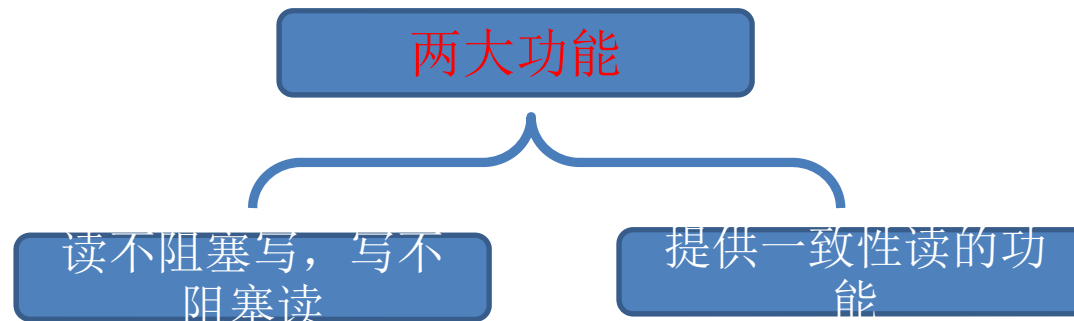 两大功能
读不阻塞写，写不
阻塞读
提供一致性读的功
能